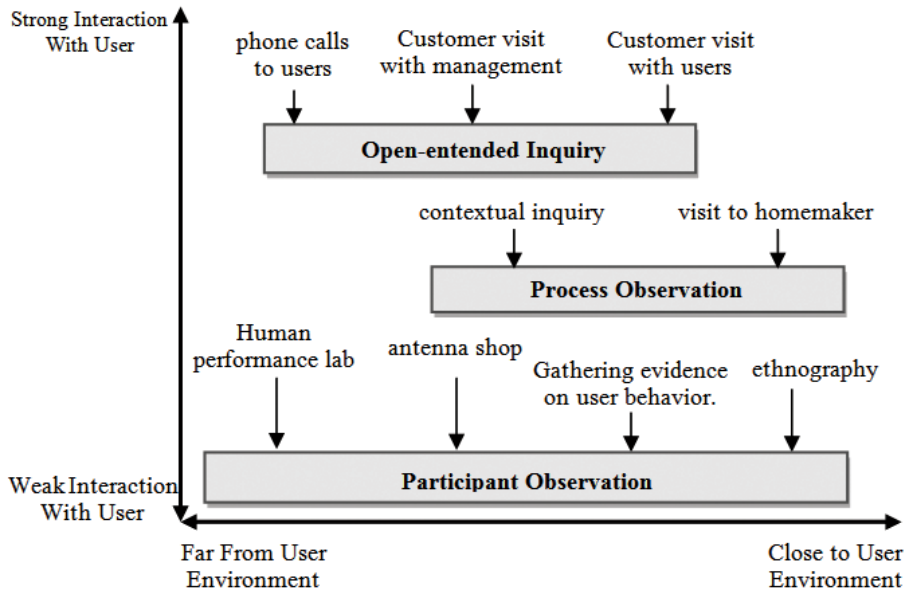 Strong Interaction
With User
phone calls
to users
Customer visit
with management
Customer visit
with users
Open-entended Inquiry
contextual inquiry
visit to homemaker
Process Observation
Human
performance lab
antenna shop
Gathering evidence
on user behavior.
ethnography
Participant Observation
Weak Interaction
With User
Far From User
Environment
Close to User
Environment